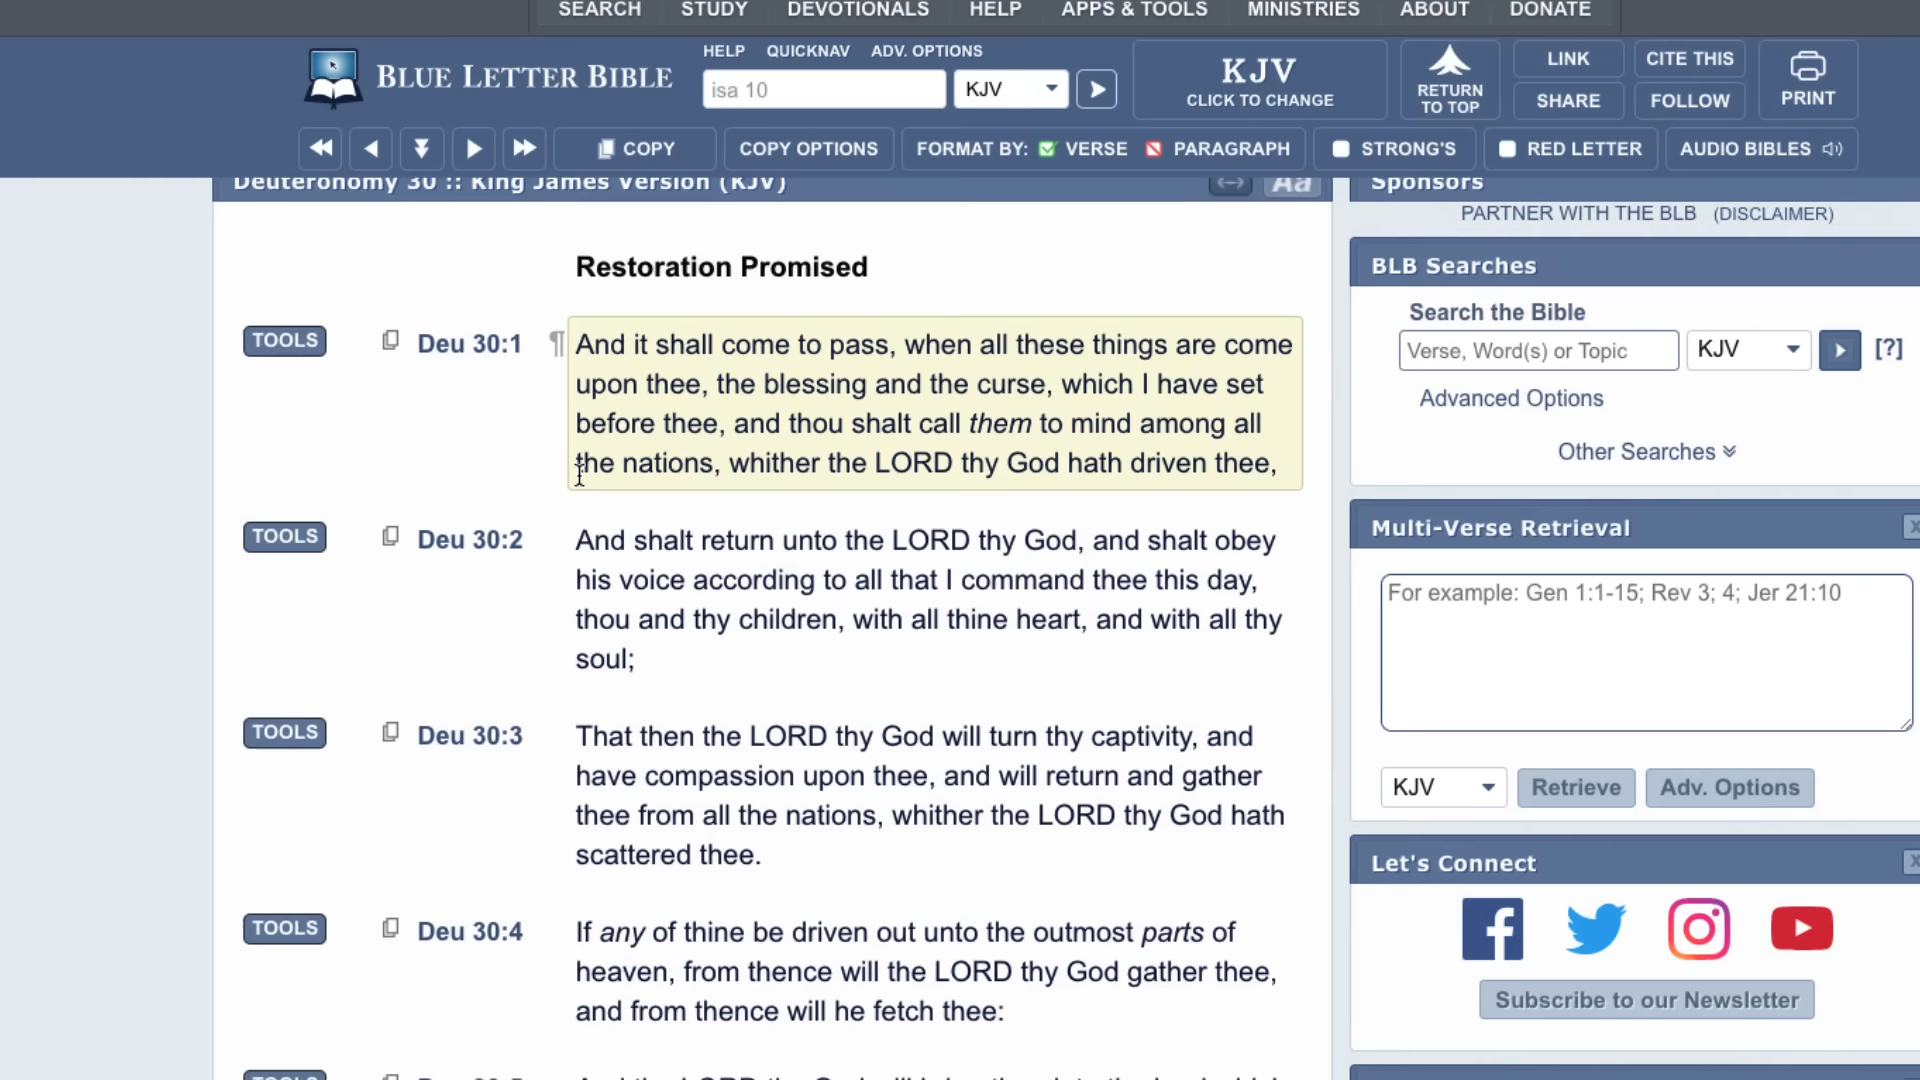 SEARCH STUDY DEVOTIONALS HELP APPS & TOOLS MINISTRIES ABOUT DONATE
BLUE LETTER BIBLE
HELP QUICKNAV ADV. OPTIONS
isa 10 KJV
KJV
CLICK TO CHANGE
RETURN
TO TOP
LINK CITE THIS
SHARE FOLLOW
PRINT
COPY COPY OPTIONS FORMAT BY: VERSE PARAGRAPH STRONG'S RED LETTER AUDIO BIBLES
Deuteronomy 30 :: King James Version (KJV)
Aa
Restoration Promised
TOOLS Deu 30:1 ¶ And it shall come to pass, when all these things are come
upon thee, the blessing and the curse, which I have set
before thee, and thou shalt call them to mind among all
the nations, whither the LORD thy God hath driven thee,
TOOLS Deu 30:2 And shalt return unto the LORD thy God, and shalt obey
his voice according to all that I command thee this day,
thou and thy children, with all thine heart, and with all thy
soul;
TOOLS Deu 30:3 That then the LORD thy God will turn thy captivity, and
have compassion upon thee, and will return and gather
thee from all the nations, whither the LORD thy God hath
scattered thee.
TOOLS Deu 30:4 If any of thine be driven out unto the outmost parts of
heaven, from thence will the LORD thy God gather thee,
and from thence will he fetch thee:
Sponsors
PARTNER WITH THE BLB (DISCLAIMER)
BLB Searches
Search the Bible
Verse, Word(s) or Topic KJV [?]
Advanced Options
Other Searches
Multi-Verse Retrieval X
For example: Gen 1:1-15; Rev 3; 4; Jer 21:10
KJV Retrieve Adv. Options
Let's Connect X
Subscribe to our Newsletter